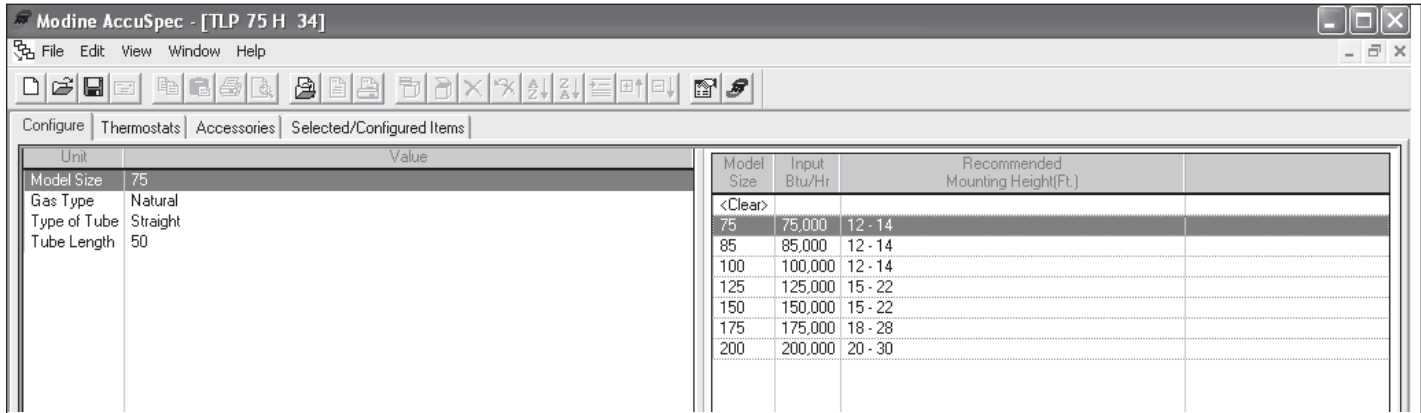 Modine AccuSpec - [TLP 75 H 34]
File Edit View Window Help
Configure Thermostats Accessories Selected/Configured Items
Unit Value
Model Size 75
Gas Type Natural
Type of Tube Straight
Tube Length 50
Model Size Input Btu/Hr Recommended Mounting Height(Ft.)
<Clear>
75 75,000 12 - 14
85 85,000 12 - 14
100 100,000 12 - 14
125 125,000 15 - 22
150 150,000 15 - 22
175 175,000 18 - 28
200 200,000 20 - 30